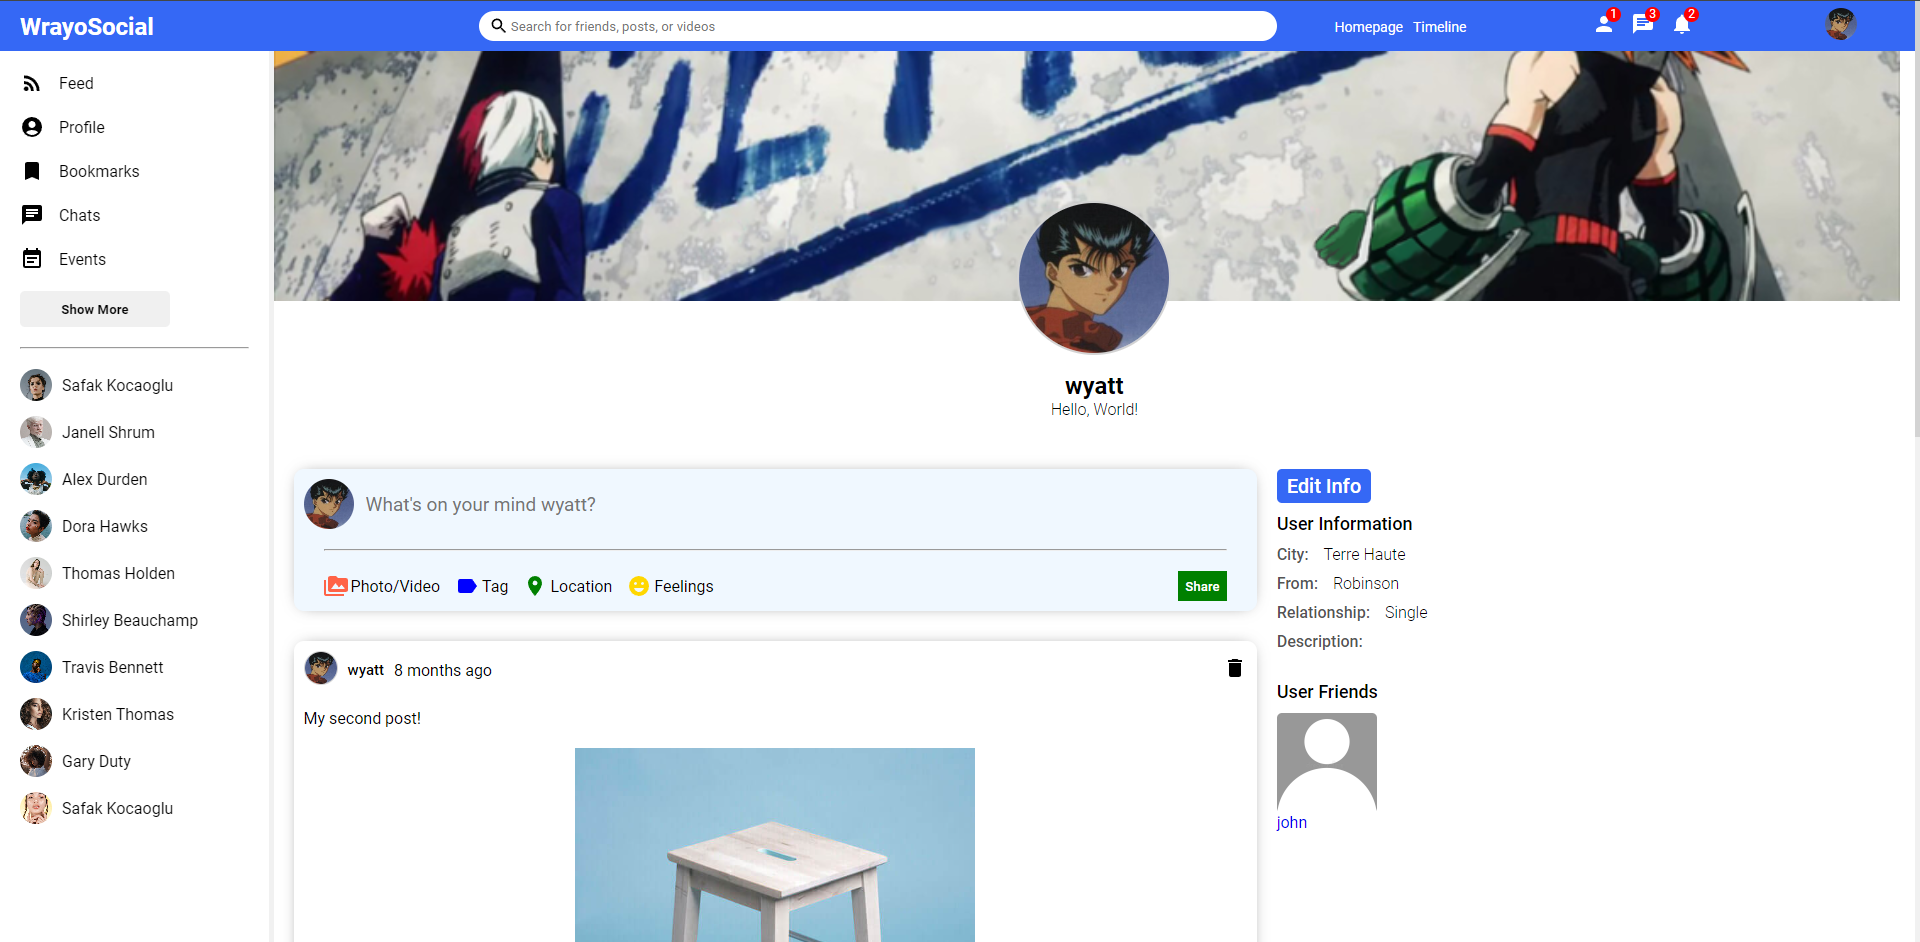 WrayoSocial
Search for friends, posts, or videos
Homepage Timeline
1
3
2
Feed
Profile
Bookmarks
Chats
Events
Show More
Safak Kocaoglu
Janell Shrum
Alex Durden
Dora Hawks
Thomas Holden
Shirley Beauchamp
Travis Bennett
Kristen Thomas
Gary Duty
Safak Kocaoglu
wyatt
Hello, World!
What's on your mind wyatt?
Photo/Video Tag Location Feelings Share
wyatt 8 months ago
My second post!
Edit Info
User Information
City: Terre Haute
From: Robinson
Relationship: Single
Description:
User Friends
john